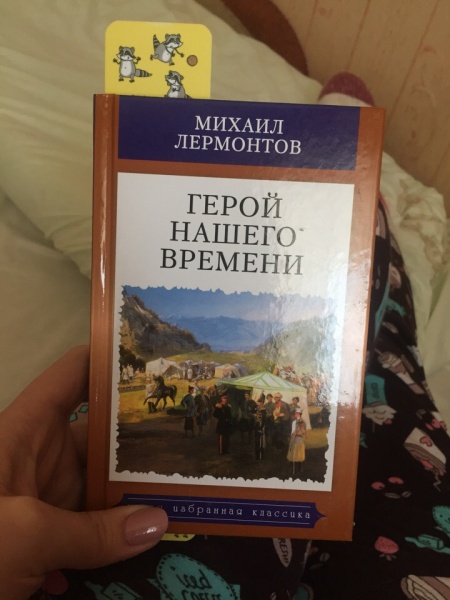 МИХАИЛ
ЛЕРМОНТОВ
ГЕРОЙ
НАШЕГО
ВРЕМЕНИ
избранная классика